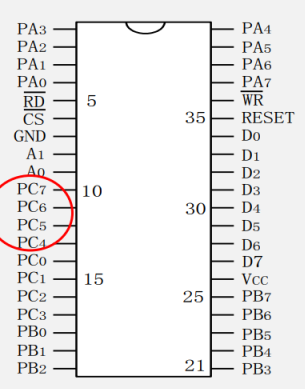 PA3 PA4
PA2 PA5
PA1 PA6
PA0 PA7
RD 5 WR
CS 35 RESET
GND D0
A1 D1
A0 D2
PC7 10 D3
PC6 30 D4
PC5 D5
PC4 D6
PC0 D7
PC1 15 Vcc
PC2 25 PB7
PC3 PB6
PB0 PB5
PB1 PB4
PB2 21 PB3